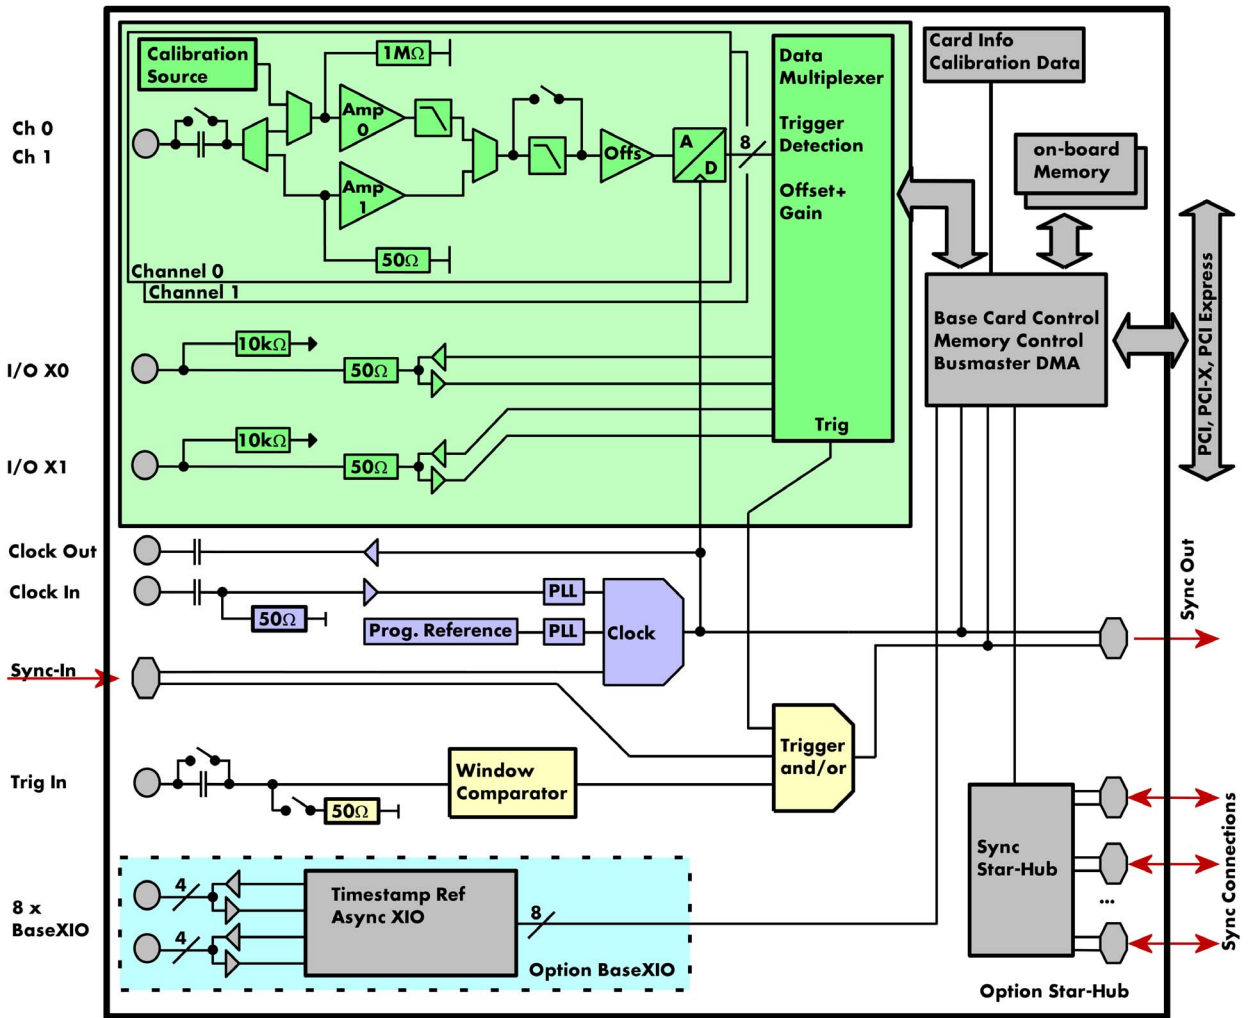 Calibration
Source
1MΩ
Ch 0
Ch 1
Amp
0
Amp
1
50Ω
Offs
A
D
8
Channel 0
Channel 1
Data
Multiplexer
Trigger
Detection
Offset+
Gain
Trig
Card Info
Calibration Data
on-board
Memory
Base Card Control
Memory Control
Busmaster DMA
PCI, PCI-X, PCI Express
I/O X0
10kΩ
50Ω
I/O X1
10kΩ
50Ω
Clock Out
Clock In
50Ω
PLL
Prog. Reference
PLL
Clock
Sync Out
Sync-In
Trig In
50Ω
Window
Comparator
Trigger
and/or
8 x
BaseXIO
4
4
Timestamp Ref
Async XIO
8
Option BaseXIO
Sync
Star-Hub
...
Sync Connections
Option Star-Hub